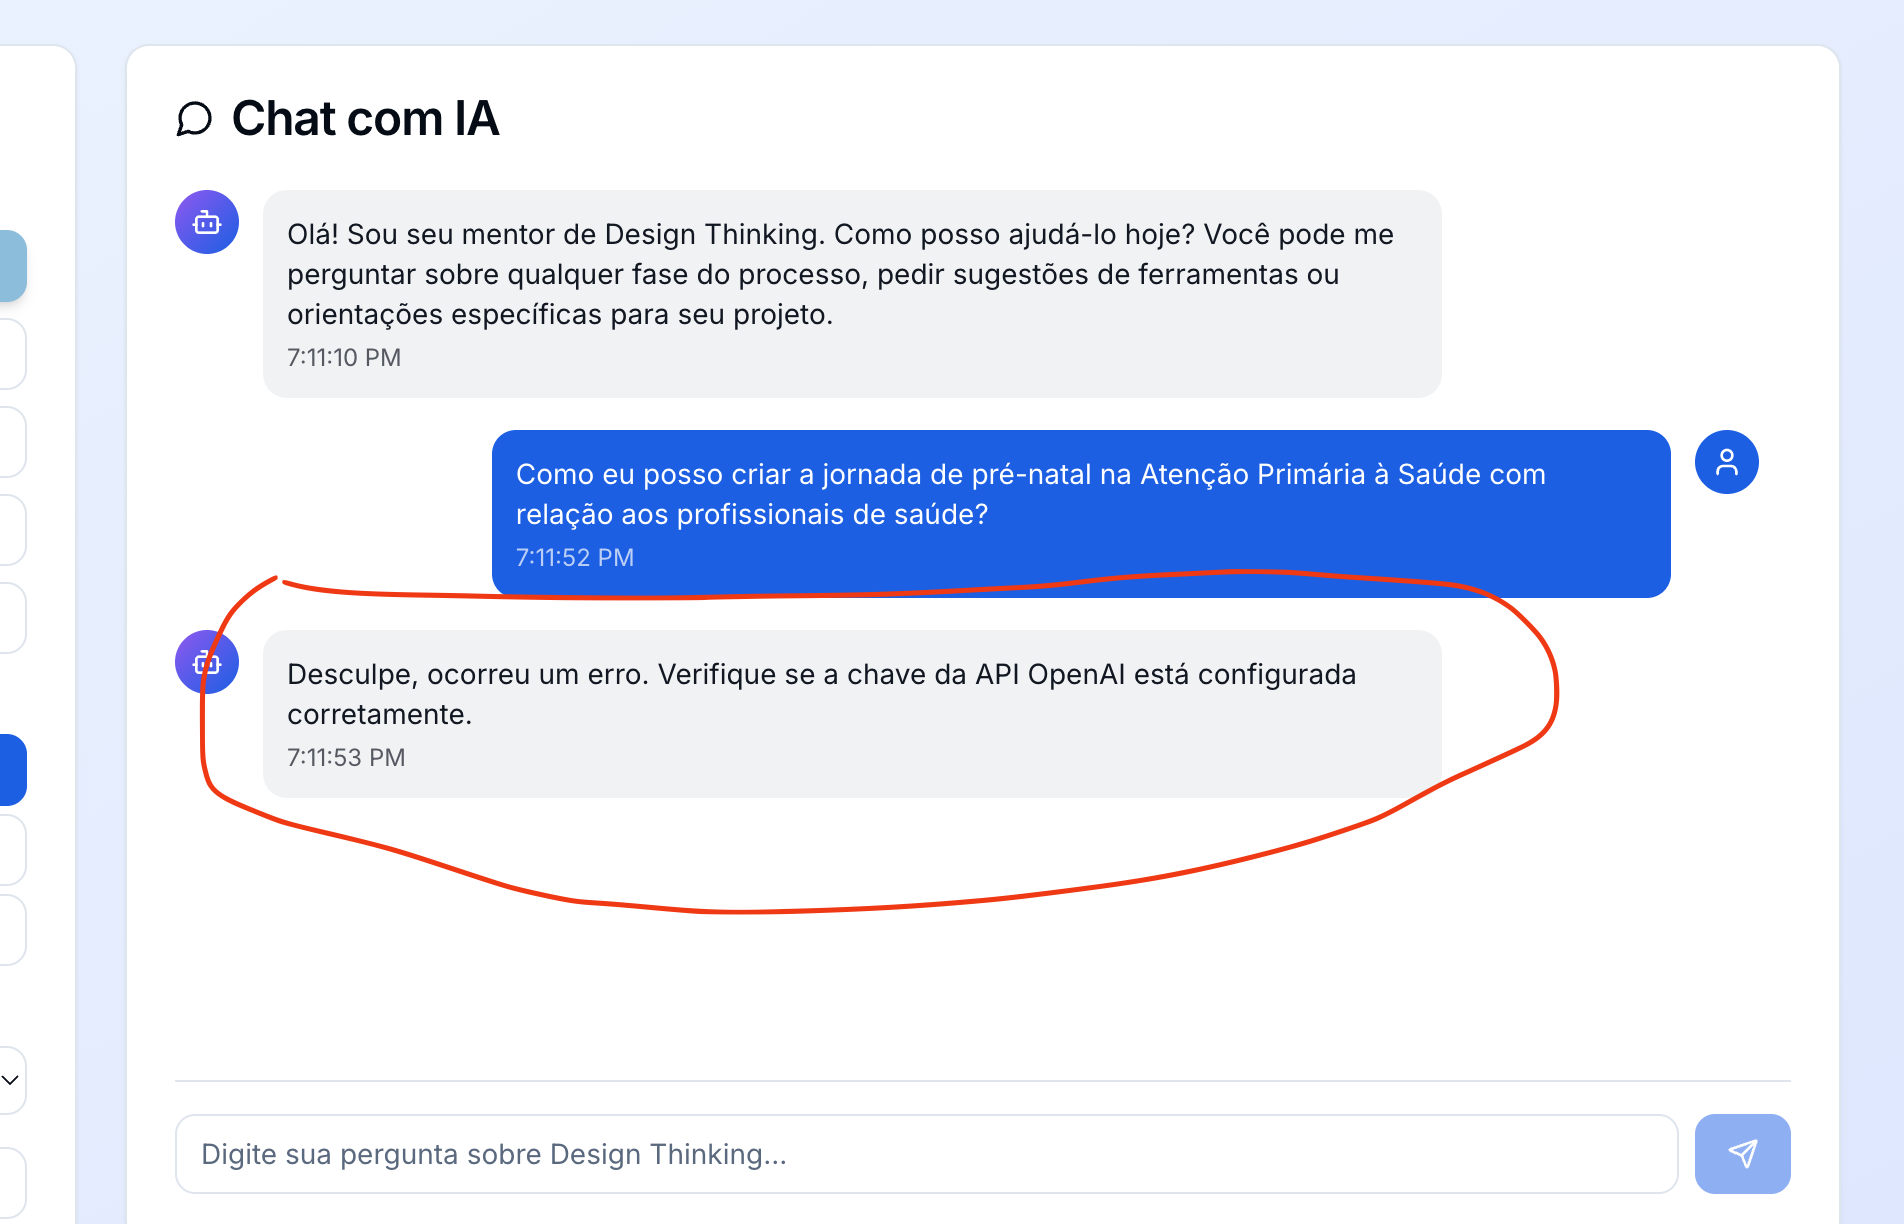 Chat com IA
Olá! Sou seu mentor de Design Thinking. Como posso ajudá-lo hoje? Você pode me
perguntar sobre qualquer fase do processo, pedir sugestões de ferramentas ou
orientações específicas para seu projeto.
7:11:10 PM
Como eu posso criar a jornada de pré-natal na Atenção Primária à Saúde com
relação aos profissionais de saúde?
7:11:52 PM
Desculpe, ocorreu um erro. Verifique se a chave da API OpenAI está configurada
corretamente.
7:11:53 PM
Digite sua pergunta sobre Design Thinking...